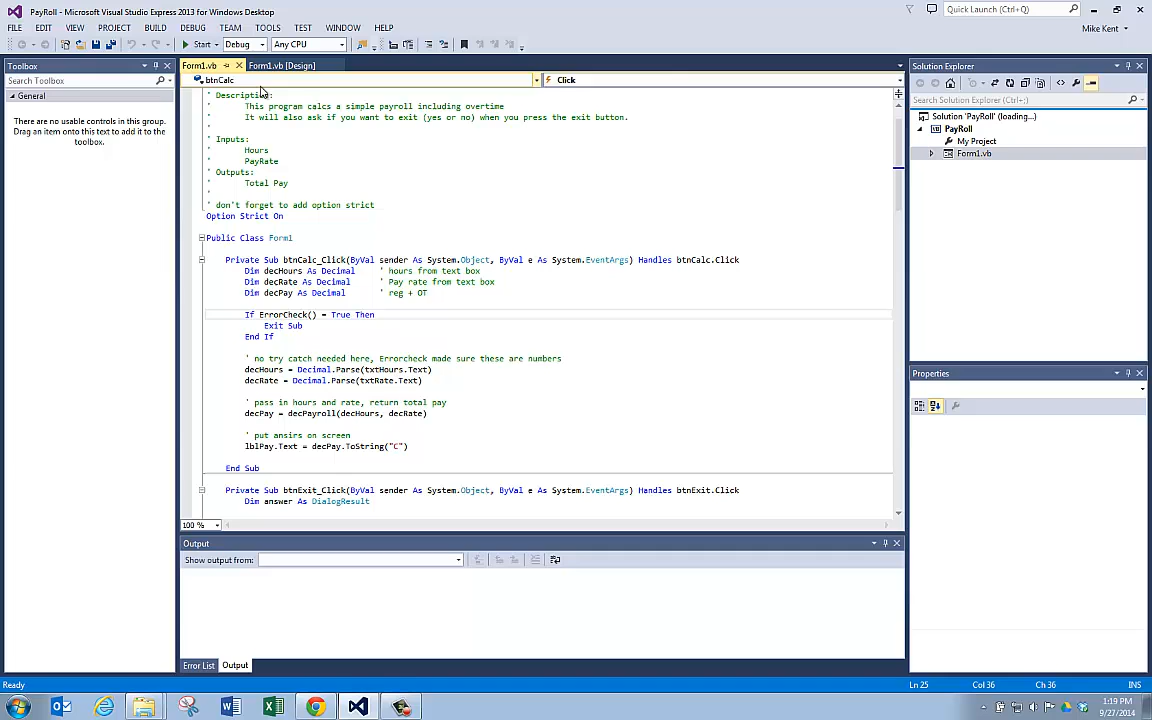 PayRoll - Microsoft Visual Studio Express 2013 for Windows Desktop
Quick Launch (Ctrl+Q)
FILE EDIT VIEW PROJECT BUILD DEBUG TEAM TOOLS TEST WINDOW HELP
Mike Kent
Start Debug Any CPU
Toolbox
Form1.vb Form1.vb [Design]
Solution Explorer
Search Toolbox
btnCalc Click
General
There are no usable controls in this group. Drag an item onto this text to add it to the toolbox.
' Description:
' This program calcs a simple payroll including overtime
' It will also ask if you want to exit (yes or no) when you press the exit button.
'
' Inputs:
' Hours
' PayRate
' Outputs:
' Total Pay
'
' don't forget to add option strict
Option Strict On
Public Class Form1
Private Sub btnCalc_Click(ByVal sender As System.Object, ByVal e As System.EventArgs) Handles btnCalc.Click
Dim decHours As Decimal ' hours from text box
Dim decRate As Decimal ' Pay rate from text box
Dim decPay As Decimal ' reg + OT
If ErrorCheck() = True Then
Exit Sub
End If
' no try catch needed here, Errorcheck made sure these are numbers
decHours = Decimal.Parse(txtHours.Text)
decRate = Decimal.Parse(txtRate.Text)
' pass in hours and rate, return total pay
decPay = decPayroll(decHours, decRate)
' put ansirs on screen
lblPay.Text = decPay.ToString("C")
End Sub
Private Sub btnExit_Click(ByVal sender As System.Object, ByVal e As System.EventArgs) Handles btnExit.Click
Dim answer As DialogResult
100 %
Search Solution Explorer (Ctrl+;)
Solution 'PayRoll' (loading...)
PayRoll
My Project
Form1.vb
Properties
Output
Show output from:
Error List Output
Ready
Ln 25 Col 36 Ch 36 INS
1:19 PM
9/27/2014